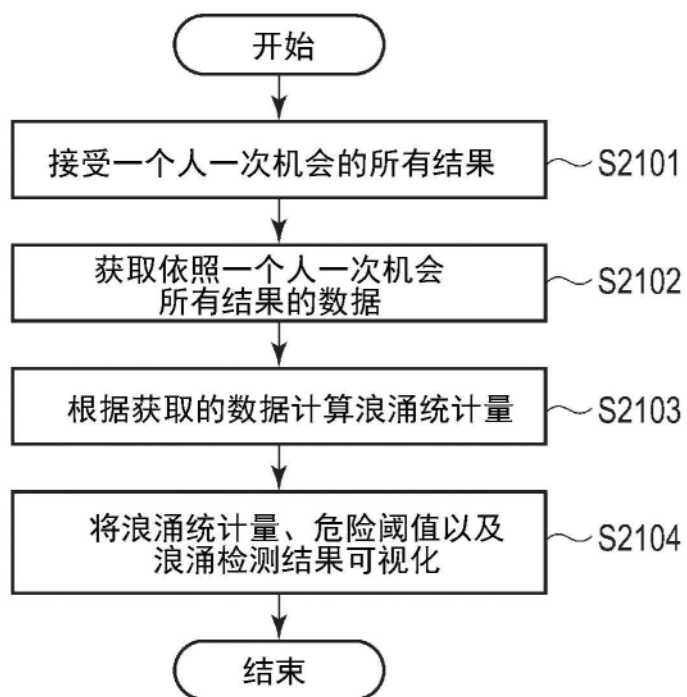 开始
接受一个人一次机会的所有结果
S2101
获取依照一个人一次机会
所有结果的数据
S2102
根据获取的数据计算浪涌统计量
S2103
将浪涌统计量、危险阈值以及
浪涌检测结果可视化
S2104
结束